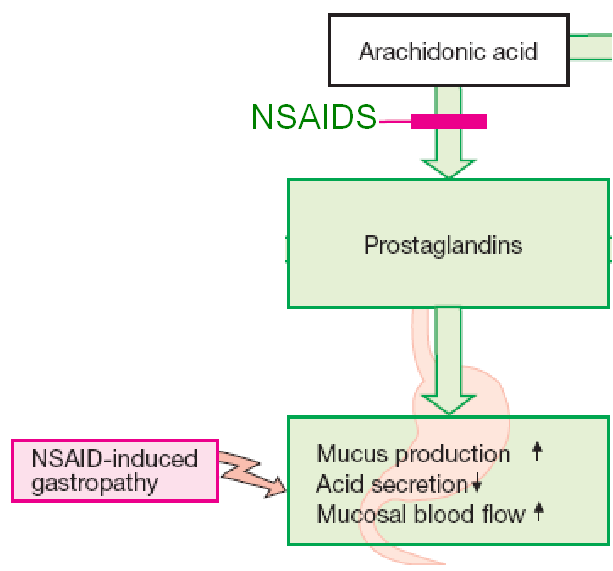 Arachidonic acid
NSAIDS
Prostaglandins
Mucus production ↑
Acid secretion ↓
Mucosal blood flow ↑
NSAID-induced
gastropathy